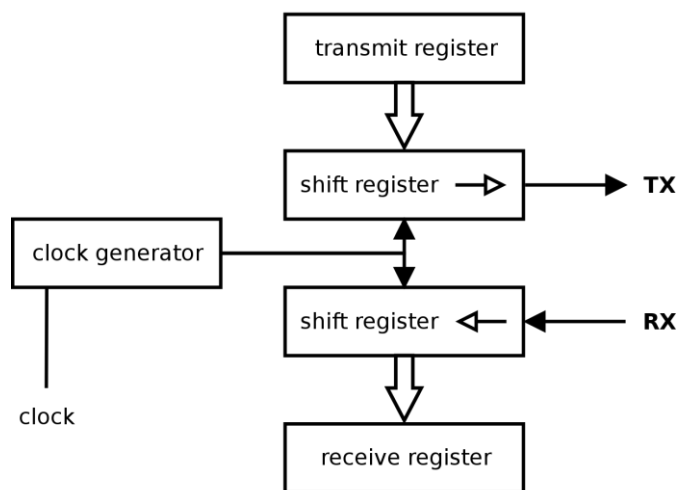 transmit register
shift register
TX
clock generator
shift register
RX
clock
receive register